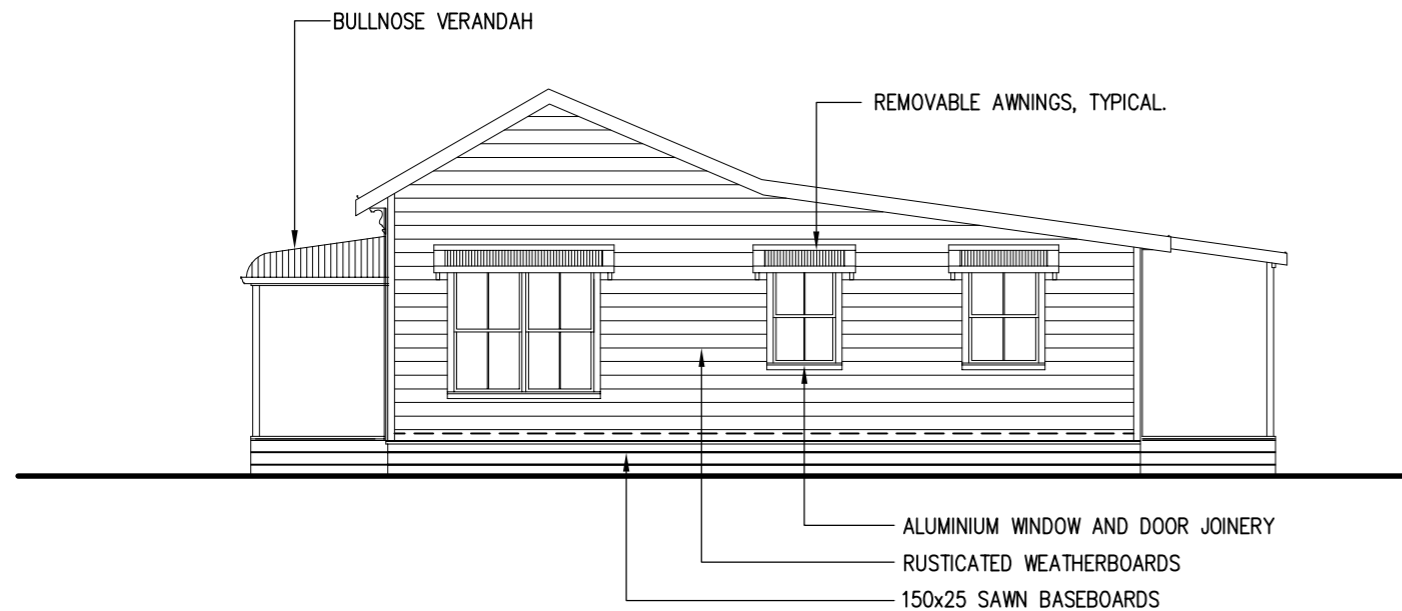 BULLNOSE VERANDAH
REMOVABLE AWNINGS, TYPICAL.
ALUMINIUM WINDOW AND DOOR JOINERY
RUSTICATED WEATHERBOARDS
150x25 SAWN BASEBOARDS